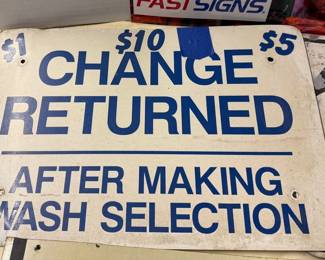 FASTSIGNS
$1 $10 $5
CHANGE
RETURNED
AFTER MAKING
WASH SELECTION